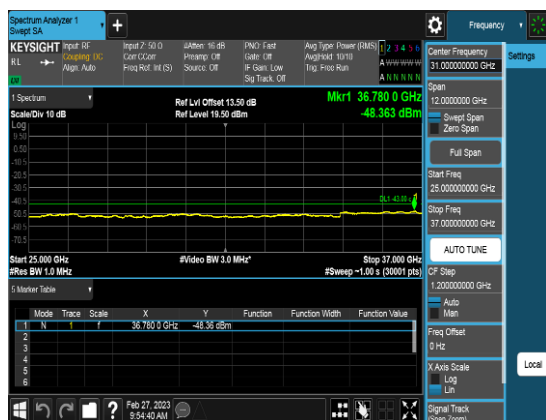 Spectrum Analyzer 1
Swept SA
Frequency
KEYSIGHT
RL
Input: RF
Coupling: DC
Align: Auto
Input Z: 50 Ω
Corr CCorr
Freq Ref: Int (S)
#Atten: 16 dB
Preamp: Off
Source: Off
PNO: Fast
Gate: Off
IF Gain: Low
Sig Track: Off
Avg Type: Power (RMS)
Avg|Hold: 10/10
Trig: Free Run
1 2 3 4 5 6
A W W W W W
A N N N N N
1 Spectrum
Scale/Div 10 dB
Ref Lvl Offset 13.50 dB
Ref Level 19.50 dBm
Mkr1 36.780 0 GHz
-48.363 dBm
Log
9.50
-0.50
-10.5
-20.5
-30.5
-40.5
-50.5
-60.5
-70.5
Start 25.000 GHz
#Res BW 1.0 MHz
#Video BW 3.0 MHz*
Stop 37.000 GHz
#Sweep ~1.00 s (30001 pts)
5 Marker Table
Mode Trace Scale X Y Function Function Width Function Value
1 N 1 f 36.780 0 GHz -48.36 dBm
2
3
4
5
6
Feb 27, 2023
9:54:40 AM
Center Frequency
31.000000000 GHz
Settings
Span
12.0000000 GHz
Swept Span
Zero Span
Full Span
Start Freq
25.000000000 GHz
Stop Freq
37.000000000 GHz
AUTO TUNE
CF Step
1.200000000 GHz
Auto
Man
Freq Offset
0 Hz
X Axis Scale
Log
Lin
Local
Signal Track
(Span Zoom)